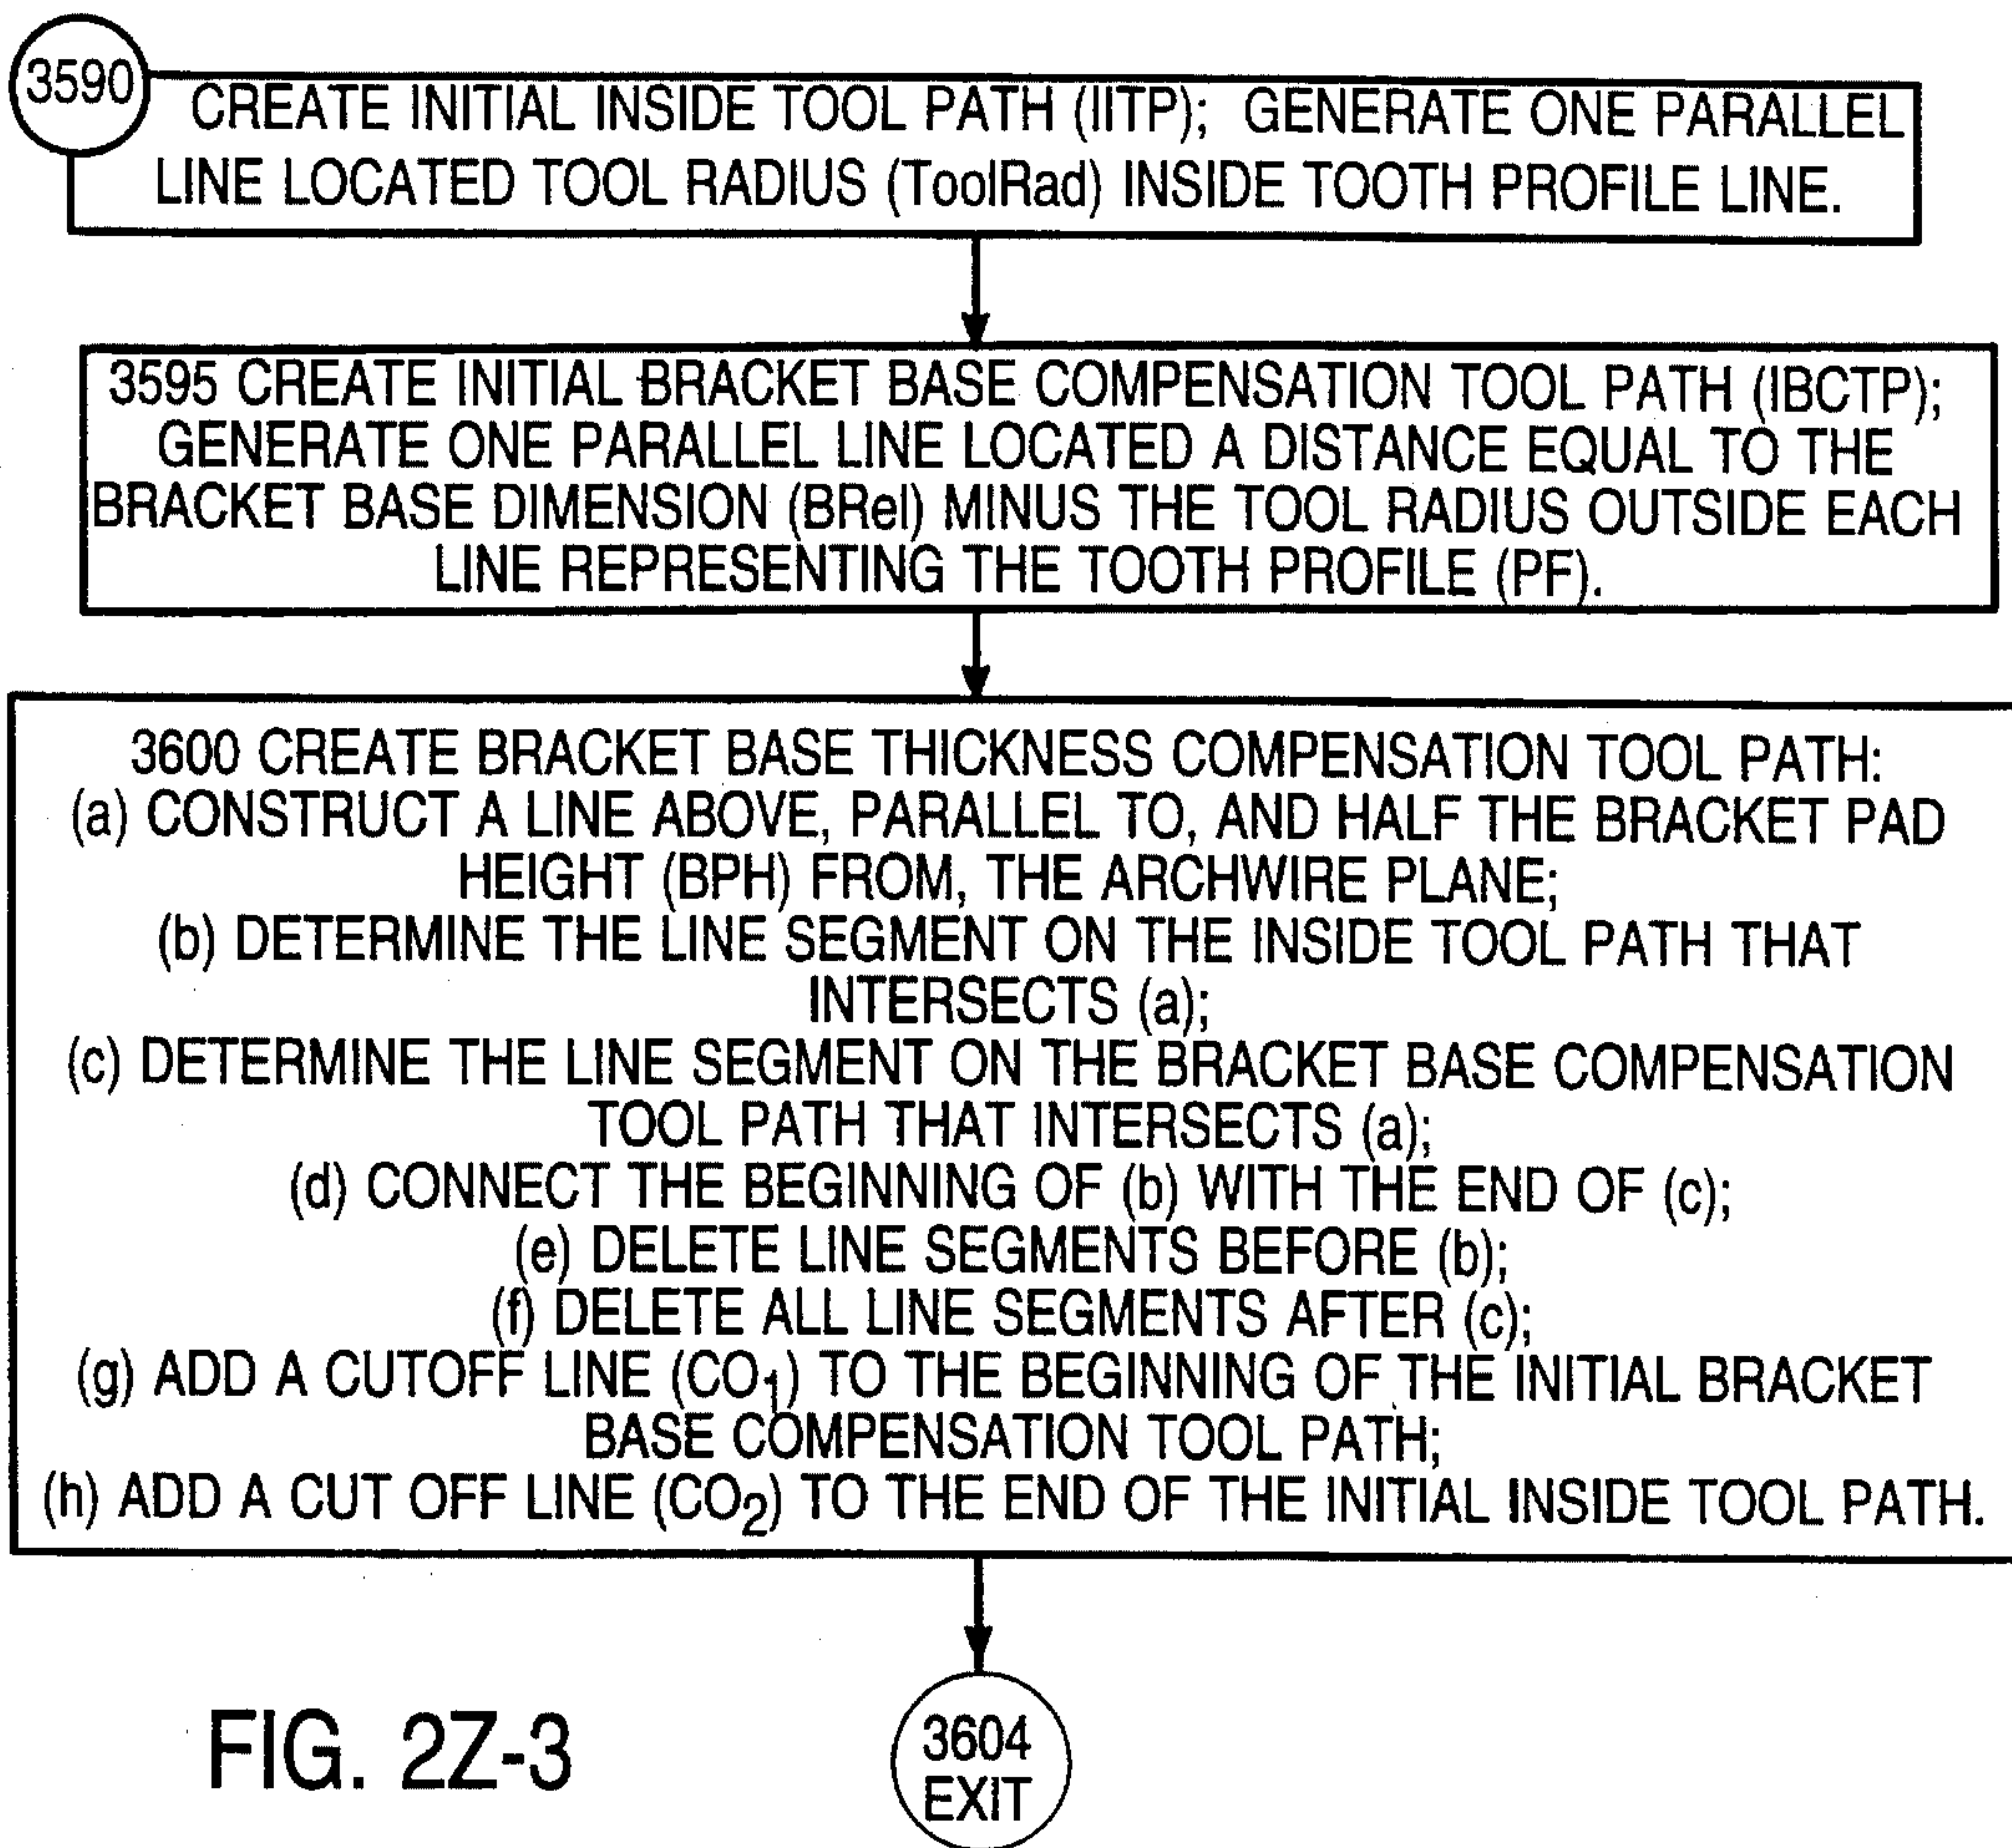 3590
CREATE INITIAL INSIDE TOOL PATH (IITP); GENERATE ONE PARALLEL
LINE LOCATED TOOL RADIUS (ToolRad) INSIDE TOOTH PROFILE LINE.
3595 CREATE INITIAL BRACKET BASE COMPENSATION TOOL PATH (IBCTP);
GENERATE ONE PARALLEL LINE LOCATED A DISTANCE EQUAL TO THE
BRACKET BASE DIMENSION (BRel) MINUS THE TOOL RADIUS OUTSIDE EACH
LINE REPRESENTING THE TOOTH PROFILE (PF).
3600 CREATE BRACKET BASE THICKNESS COMPENSATION TOOL PATH:
(a) CONSTRUCT A LINE ABOVE, PARALLEL TO, AND HALF THE BRACKET PAD
HEIGHT (BPH) FROM, THE ARCHWIRE PLANE;
(b) DETERMINE THE LINE SEGMENT ON THE INSIDE TOOL PATH THAT
INTERSECTS (a);
(c) DETERMINE THE LINE SEGMENT ON THE BRACKET BASE COMPENSATION
TOOL PATH THAT INTERSECTS (a);
(d) CONNECT THE BEGINNING OF (b) WITH THE END OF (c);
(e) DELETE LINE SEGMENTS BEFORE (b);
(f) DELETE ALL LINE SEGMENTS AFTER (c);
(g) ADD A CUTOFF LINE (CO₁) TO THE BEGINNING OF THE INITIAL BRACKET
BASE COMPENSATION TOOL PATH;
(h) ADD A CUT OFF LINE (CO₂) TO THE END OF THE INITIAL INSIDE TOOL PATH.
FIG. 2Z-3
3604
EXIT